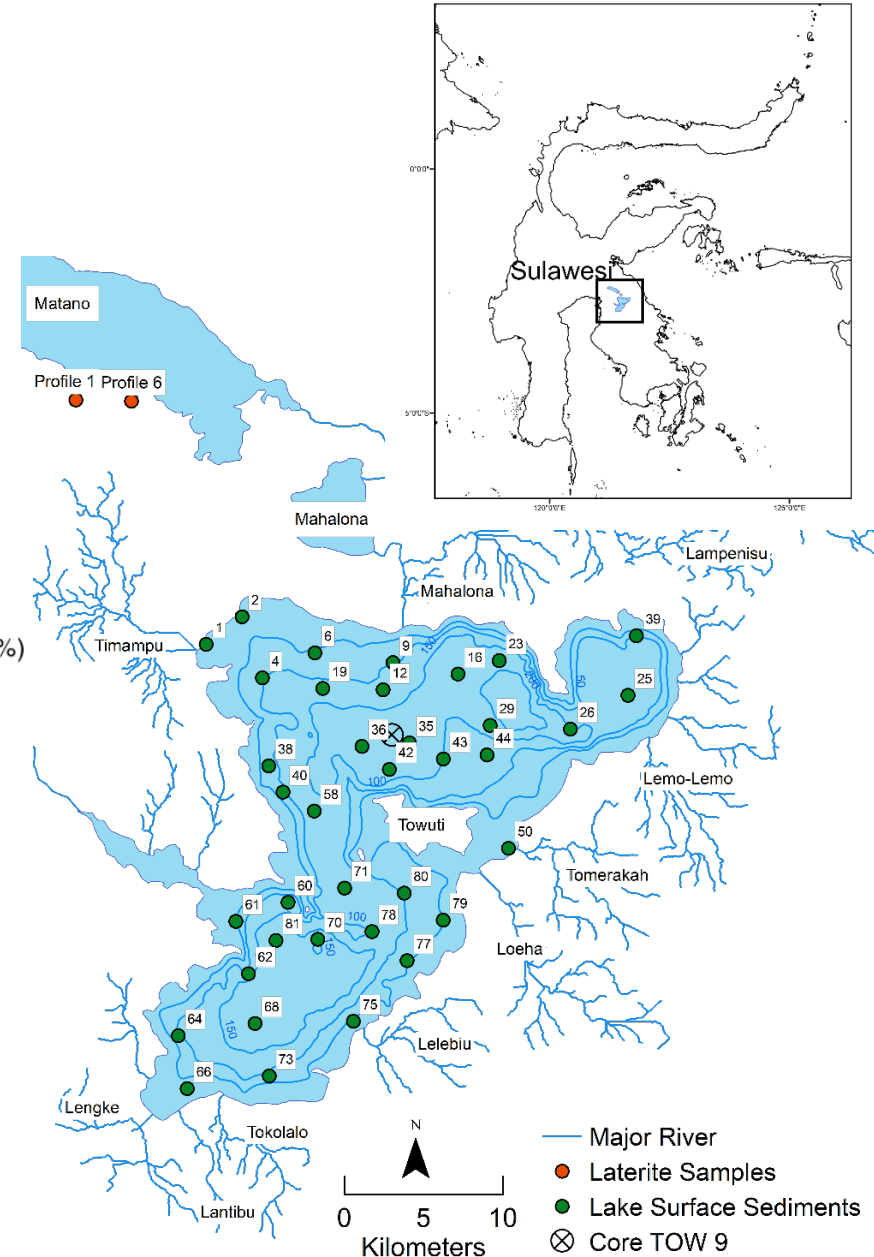 0°0'0"
Sulawesi
5°0'0"S
120°0'0"E
125°0'0"E
Matano
Profile 1
Profile 6
Mahalona
Lampenisu
Mahalona
2
39
1
Timampu
6
%)
9
150
23
4
19
12
16
200
50
25
29
26
36
35
44
38
42
43
40
100
Lemo-Lemo
58
Towuti
50
71
80
Tomerakah
60
61
79
81
70
100
78
150
Loeha
62
77
68
75
64
150
Lelebiu
73
66
Lengke
Tokolalo
N
Major River
Laterite Samples
Lantibu
0
5
10
Lake Surface Sediments
Kilometers
Core TOW 9